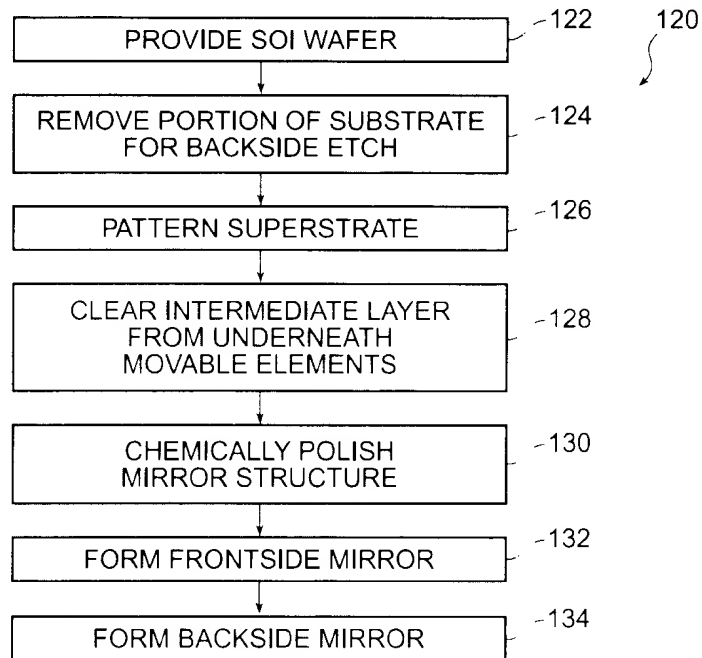 PROVIDE SOI WAFER
122
120
REMOVE PORTION OF SUBSTRATE
FOR BACKSIDE ETCH
124
PATTERN SUPERSTRATE
126
CLEAR INTERMEDIATE LAYER
FROM UNDERNEATH
MOVABLE ELEMENTS
128
CHEMICALLY POLISH
MIRROR STRUCTURE
130
FORM FRONTSIDE MIRROR
132
FORM BACKSIDE MIRROR
134